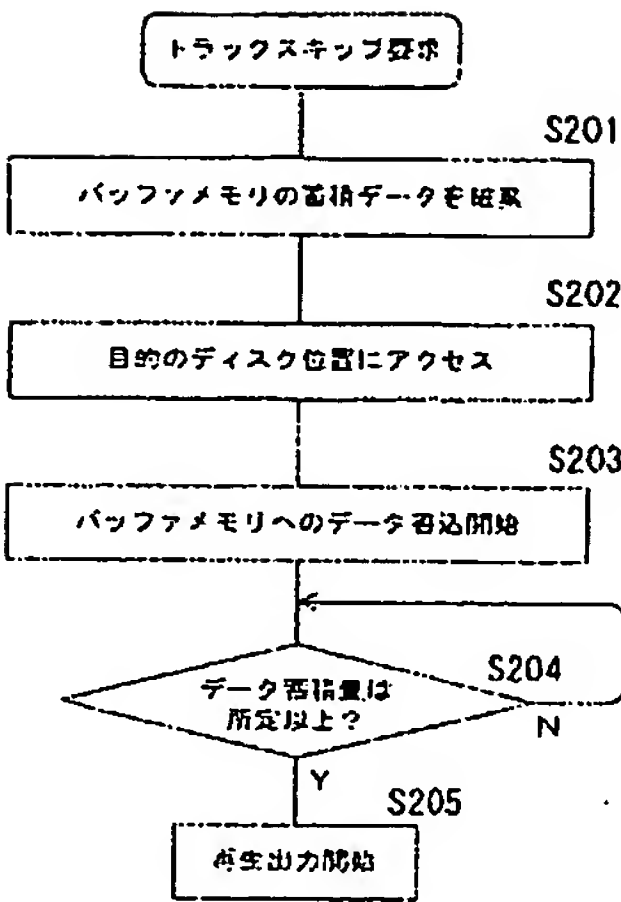 トラックスキップ要求
S201
バッファメモリの蓄積データを破棄
S202
目的のディスク位置にアクセス
S203
バッファメモリへのデータ書込開始
S204
データ蓄積量は
所定以上?
N
Y
S205
再生出力開始